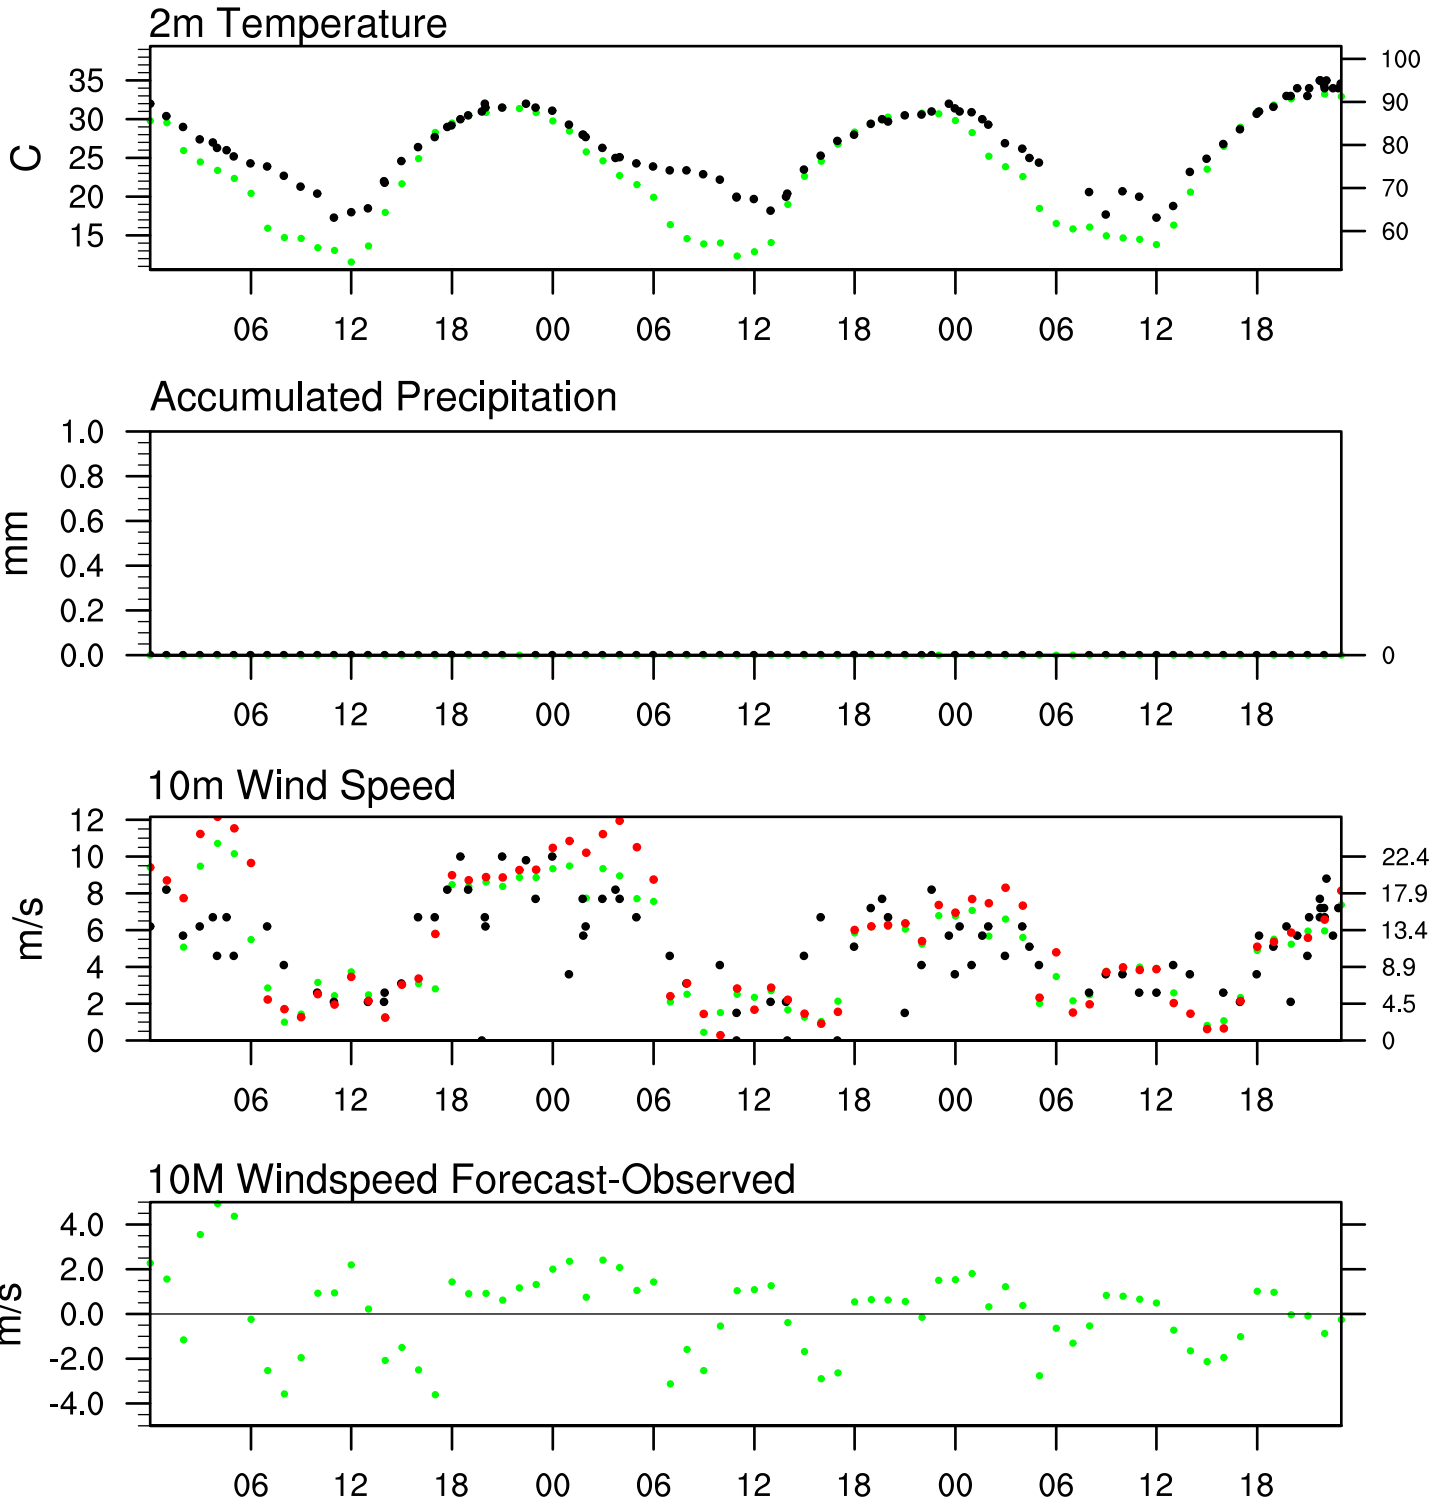 2m Temperature
35 100
30 90
C
25 80
20 70
15 60
06 12 18 00 06 12 18 00 06 12 18
Accumulated Precipitation
1.0
0.8
0.6
mm
0.4
0.2
0.0 0
06 12 18 00 06 12 18 00 06 12 18
10m Wind Speed
12
10 22.4
8 17.9
m/s
6 13.4
4 8.9
2 4.5
0 0
06 12 18 00 06 12 18 00 06 12 18
10M Windspeed Forecast-Observed
4.0
2.0
m/s
0.0
-2.0
-4.0
06 12 18 00 06 12 18 00 06 12 18